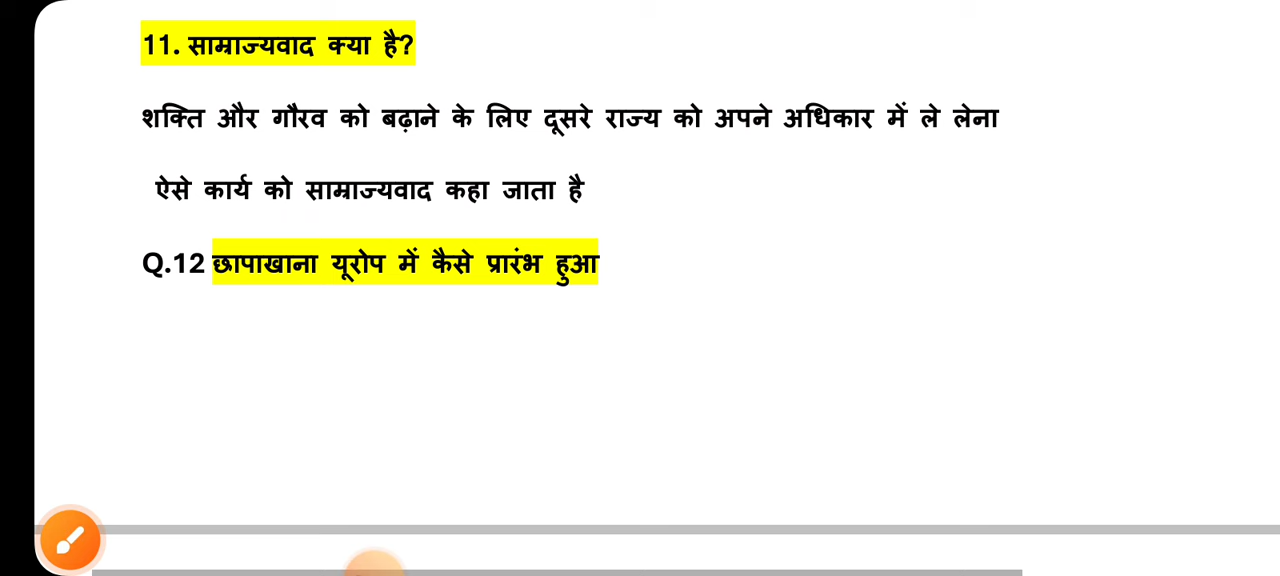 11. साम्राज्यवाद क्या है?
शक्ति और गौरव को बढ़ाने के लिए दूसरे राज्य को अपने अधिकार में ले लेना
ऐसे कार्य को साम्राज्यवाद कहा जाता है
Q.12 छापाखाना यूरोप में कैसे प्रारंभ हुआ